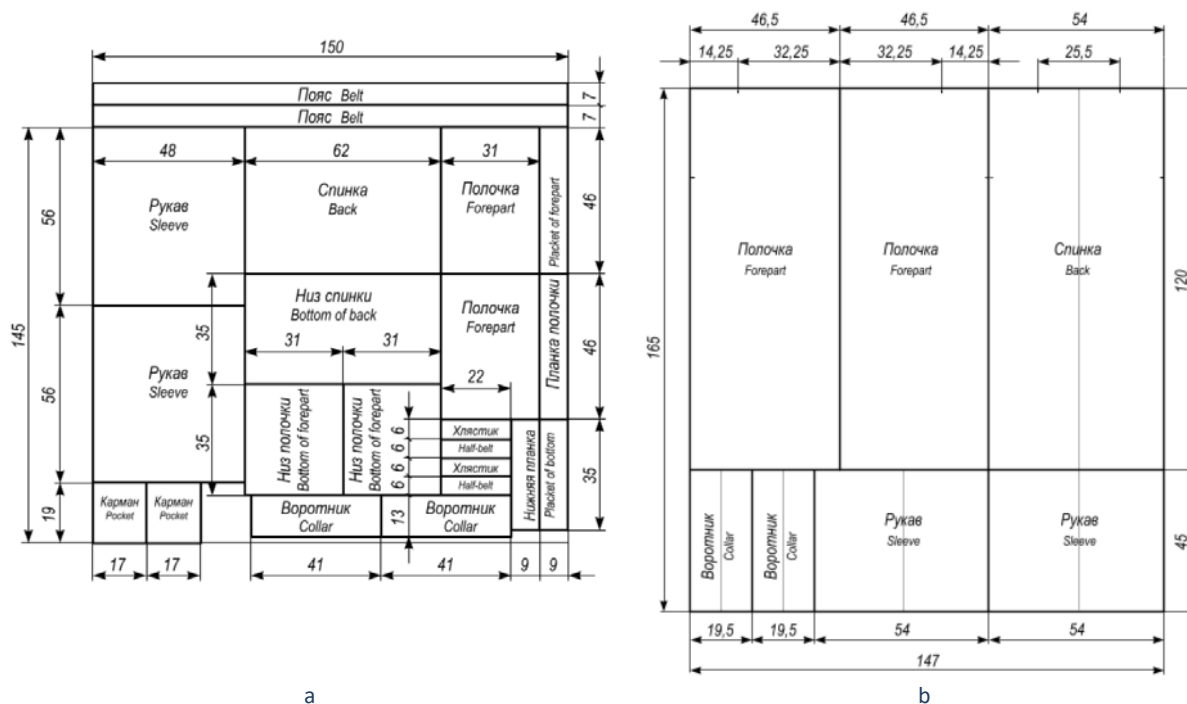 150
Пояс Belt
7
Пояс Belt
7
48
62
31
Рукав
Sleeve
Спинка
Back
Полочка
Forepart
Placket of forepart
56
46
145
Низ спинки
Bottom of back
35
31
31
Полочка
Forepart
Планка полочки
46
Рукав
Sleeve
56
22
35
Низ полочки
Bottom of forepart
Низ полочки
Bottom of forepart
6
6
6
6
Хлястик
Half-belt
Хлястик
Half-belt
Нижняя планка
Placket of bottom
35
19
Карман
Pocket
Карман
Pocket
Воротник
Collar
13
Воротник
Collar
17
17
41
41
9
9
a
46,5
46,5
54
14,25
32,25
32,25
14,25
25,5
165
Полочка
Forepart
Полочка
Forepart
Спинка
Back
120
Воротник
Collar
Воротник
Collar
Рукав
Sleeve
Рукав
Sleeve
45
19,5
19,5
54
54
147
b